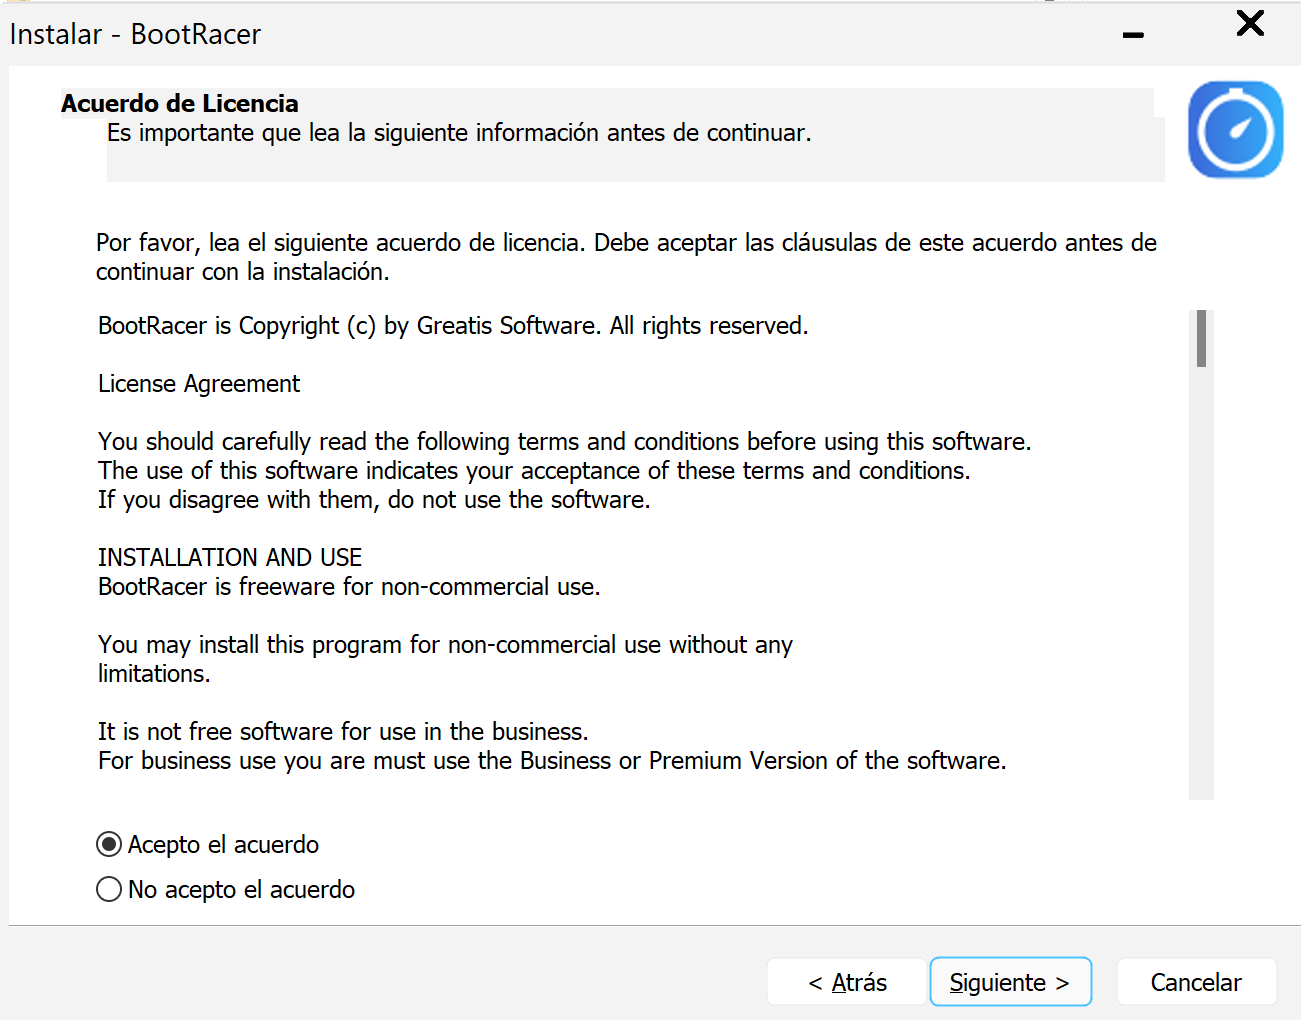 Instalar - BootRacer
Acuerdo de Licencia
Es importante que lea la siguiente información antes de continuar.
Por favor, lea el siguiente acuerdo de licencia. Debe aceptar las cláusulas de este acuerdo antes de
continuar con la instalación.
BootRacer is Copyright (c) by Greatis Software. All rights reserved.
License Agreement
You should carefully read the following terms and conditions before using this software.
The use of this software indicates your acceptance of these terms and conditions.
If you disagree with them, do not use the software.
INSTALLATION AND USE
BootRacer is freeware for non-commercial use.
You may install this program for non-commercial use without any
limitations.
It is not free software for use in the business.
For business use you are must use the Business or Premium Version of the software.
Acepto el acuerdo
No acepto el acuerdo
< Atrás
Siguiente >
Cancelar